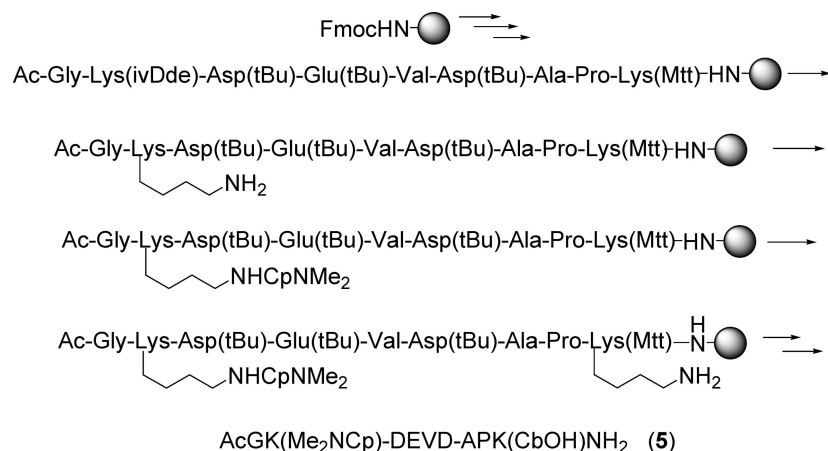 FmocHN
Ac-Gly-Lys(ivDde)-Asp(tBu)-Glu(tBu)-Val-Asp(tBu)-Ala-Pro-Lys(Mtt)-HN
Ac-Gly-Lys-Asp(tBu)-Glu(tBu)-Val-Asp(tBu)-Ala-Pro-Lys(Mtt)-HN
NH₂
Ac-Gly-Lys-Asp(tBu)-Glu(tBu)-Val-Asp(tBu)-Ala-Pro-Lys(Mtt)-HN
NHCpNMe₂
Ac-Gly-Lys-Asp(tBu)-Glu(tBu)-Val-Asp(tBu)-Ala-Pro-Lys(Mtt)-NH
NHCpNMe₂ NH₂
AcGK(Me₂NCp)-DEVD-APK(CbOH)NH₂ (5)